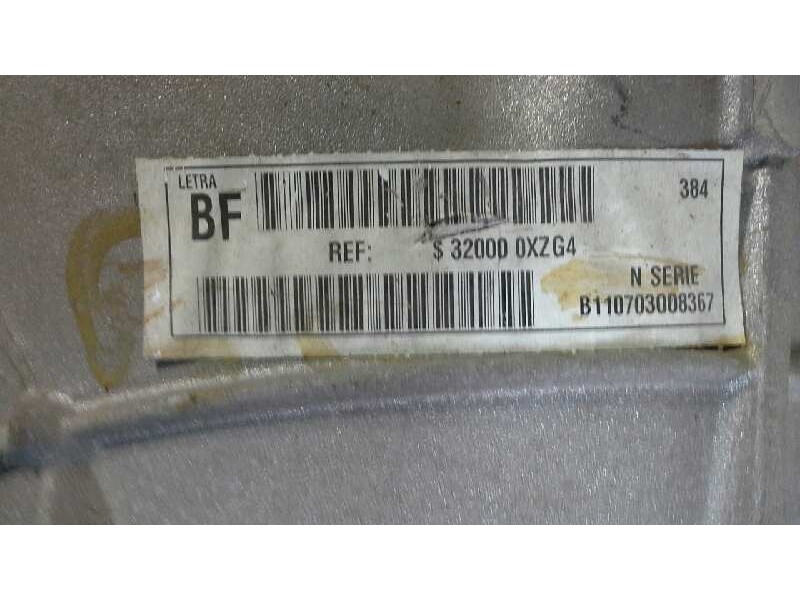 LETRA
BF
384
REF: $ 32000 0XZG4
N SERIE
B110703008367